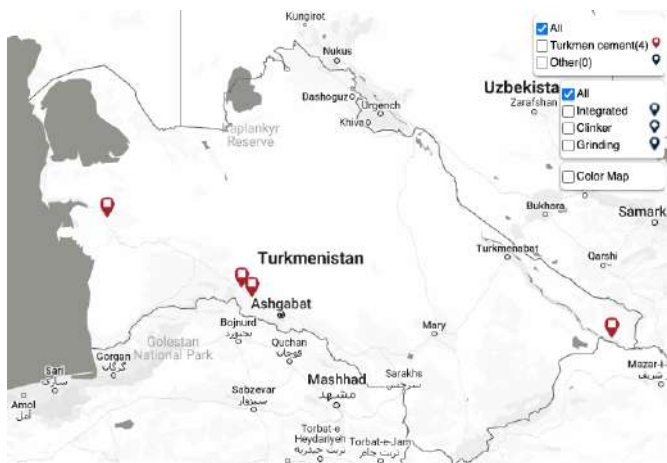 Kungirot
Nukus
All
Turkmen cement(4)
Other(0)
Uzbekista
Zarafshan
Dashoguz
Urgench
Khiva
All
Integrated
Clinker
Grinding
Color Map
Kaplankyr
Reserve
Bukhara
Samark
Turkmenabat
Qarshi
Turkmenistan
Ashgabat
Bojnurd
بجنورد
Mary
Golestan
National Park
Quchan
قوچان
Gorgan
گرگان
Sari
ساری
Mashhad
مشهد
Sarakhs
سرخس
Mazar-i-
شریف
Sabzevar
سبزوار
Amol
آمل
Torbat-e
Heydariyeh
تربت حیدریه
Torbat-e-Jam
تربت جام